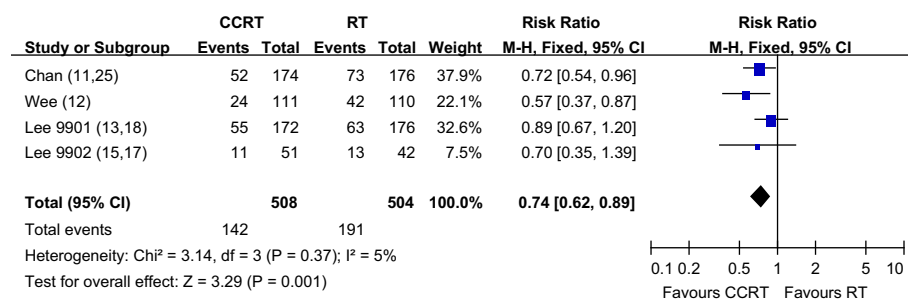 CCRT RT Risk Ratio Risk Ratio
Study or Subgroup Events Total Events Total Weight M-H, Fixed, 95% CI M-H, Fixed, 95% CI
Chan (11,25) 52 174 73 176 37.9% 0.72 [0.54, 0.96]
Wee (12) 24 111 42 110 22.1% 0.57 [0.37, 0.87]
Lee 9901 (13,18) 55 172 63 176 32.6% 0.89 [0.67, 1.20]
Lee 9902 (15,17) 11 51 13 42 7.5% 0.70 [0.35, 1.39]
Total (95% CI) 508 504 100.0% 0.74 [0.62, 0.89]
Total events 142 191
Heterogeneity: Chi² = 3.14, df = 3 (P = 0.37); I² = 5%
Test for overall effect: Z = 3.29 (P = 0.001)
0.1 0.2 0.5 1 2 5 10
Favours CCRT Favours RT